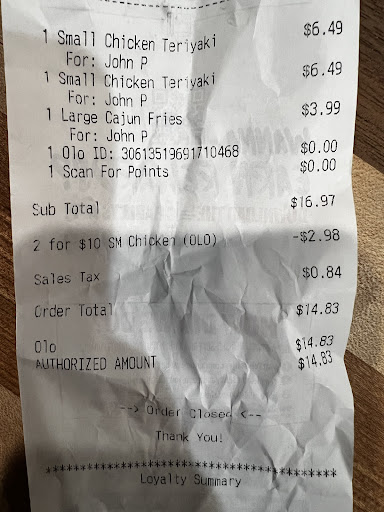 1 Small Chicken Teriyaki $6.49
For: John P
1 Small Chicken Teriyaki $6.49
For: John P
1 Large Cajun Fries $3.99
For: John P
1 Olo ID: 30613519691710468 $0.00
1 Scan For Points $0.00
Sub Total $16.97
2 for $10 SM Chicken (OLO) -$2.98
Sales Tax $0.84
Order Total $14.83
Olo $14.83
AUTHORIZED AMOUNT $14.83
--> Order Closed <--
Thank You!
****************************************
Loyalty Summary